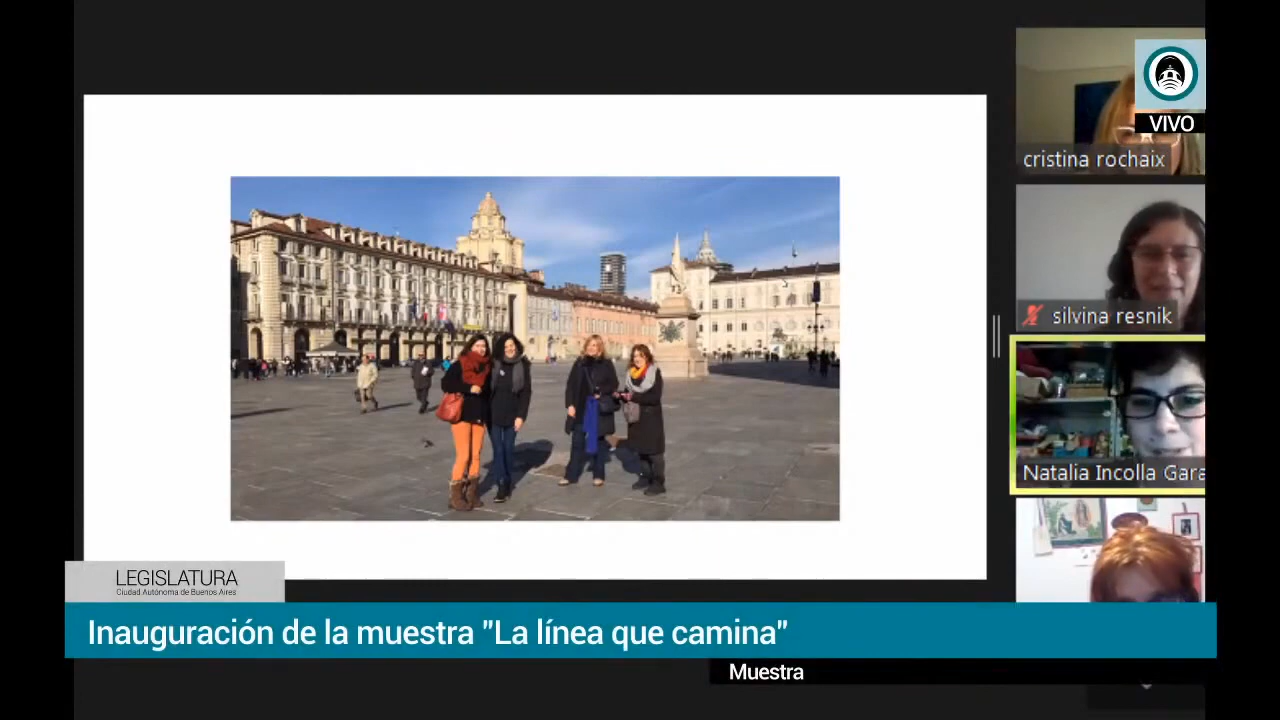 VIVO
cristina rochaix
silvina resnik
Natalia Incolla Gara
LEGISLATURA
Ciudad Autónoma de Buenos Aires
Inauguración de la muestra "La línea que camina"
Muestra